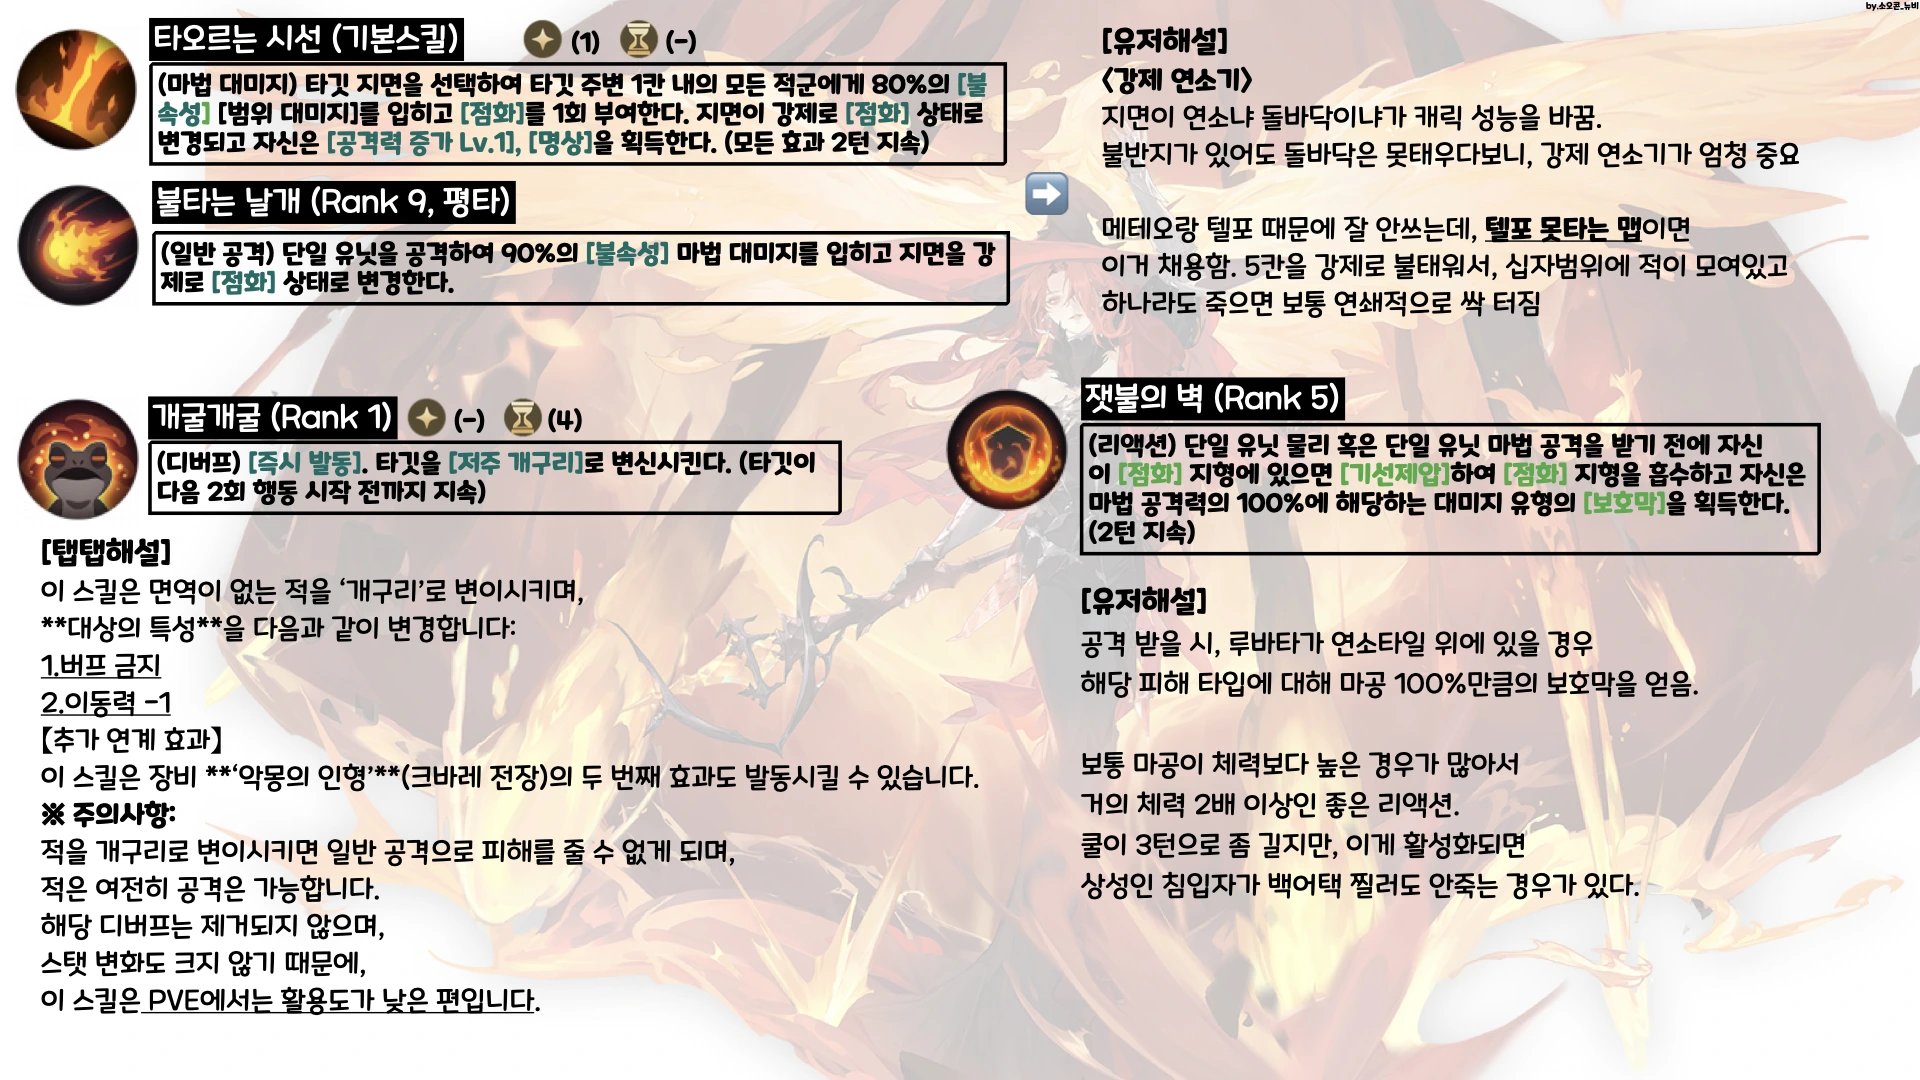 by.소오콘_뉴비
타오르는 시선 (기본스킬) (1) (-)
(마법 대미지) 타깃 지면을 선택하여 타깃 주변 1칸 내의 모든 적군에게 80%의 [불
속성] [범위 대미지]를 입히고 [점화]를 1회 부여한다. 지면이 강제로 [점화] 상태로
변경되고 자신은 [공격력 증가 Lv.1], [명상]을 획득한다. (모든 효과 2턴 지속)
불타는 날개 (Rank 9, 평타)
(일반 공격) 단일 유닛을 공격하여 90%의 [불속성] 마법 대미지를 입히고 지면을 강
제로 [점화] 상태로 변경한다.
[유저해설]
<강제 연소기>
지면이 연소냐 돌바닥이냐가 캐릭 성능을 바꿈.
불반지가 있어도 돌바닥은 못태우다보니, 강제 연소기가 엄청 중요
메테오랑 텔포 때문에 잘 안쓰는데, 텔포 못타는 맵이면
이거 채용함. 5칸을 강제로 불태워서, 십자범위에 적이 모여있고
하나라도 죽으면 보통 연쇄적으로 싹 터짐
개굴개굴 (Rank 1) (-) (4)
(디버프) [즉시 발동]. 타깃을 [저주 개구리]로 변신시킨다. (타깃이
다음 2회 행동 시작 전까지 지속)
[탭탭해설]
이 스킬은 면역이 없는 적을 ‘개구리’로 변이시키며,
**대상의 특성**을 다음과 같이 변경합니다:
1.버프 금지
2.이동력 -1
【추가 연계 효과】
이 스킬은 장비 **‘악몽의 인형’**(크바레 전장)의 두 번째 효과도 발동시킬 수 있습니다.
※ 주의사항:
적을 개구리로 변이시키면 일반 공격으로 피해를 줄 수 없게 되며,
적은 여전히 공격은 가능합니다.
해당 디버프는 제거되지 않으며,
스탯 변화도 크지 않기 때문에,
이 스킬은 PVE에서는 활용도가 낮은 편입니다.
잿불의 벽 (Rank 5)
(리액션) 단일 유닛 물리 혹은 단일 유닛 마법 공격을 받기 전에 자신
이 [점화] 지형에 있으면 [기선제압]하여 [점화] 지형을 흡수하고 자신은
마법 공격력의 100%에 해당하는 대미지 유형의 [보호막]을 획득한다.
(2턴 지속)
[유저해설]
공격 받을 시, 루바타가 연소타일 위에 있을 경우
해당 피해 타입에 대해 마공 100%만큼의 보호막을 얻음.
보통 마공이 체력보다 높은 경우가 많아서
거의 체력 2배 이상인 좋은 리액션.
쿨이 3턴으로 좀 길지만, 이게 활성화되면
상성인 침입자가 백어택 찔러도 안죽는 경우가 있다.